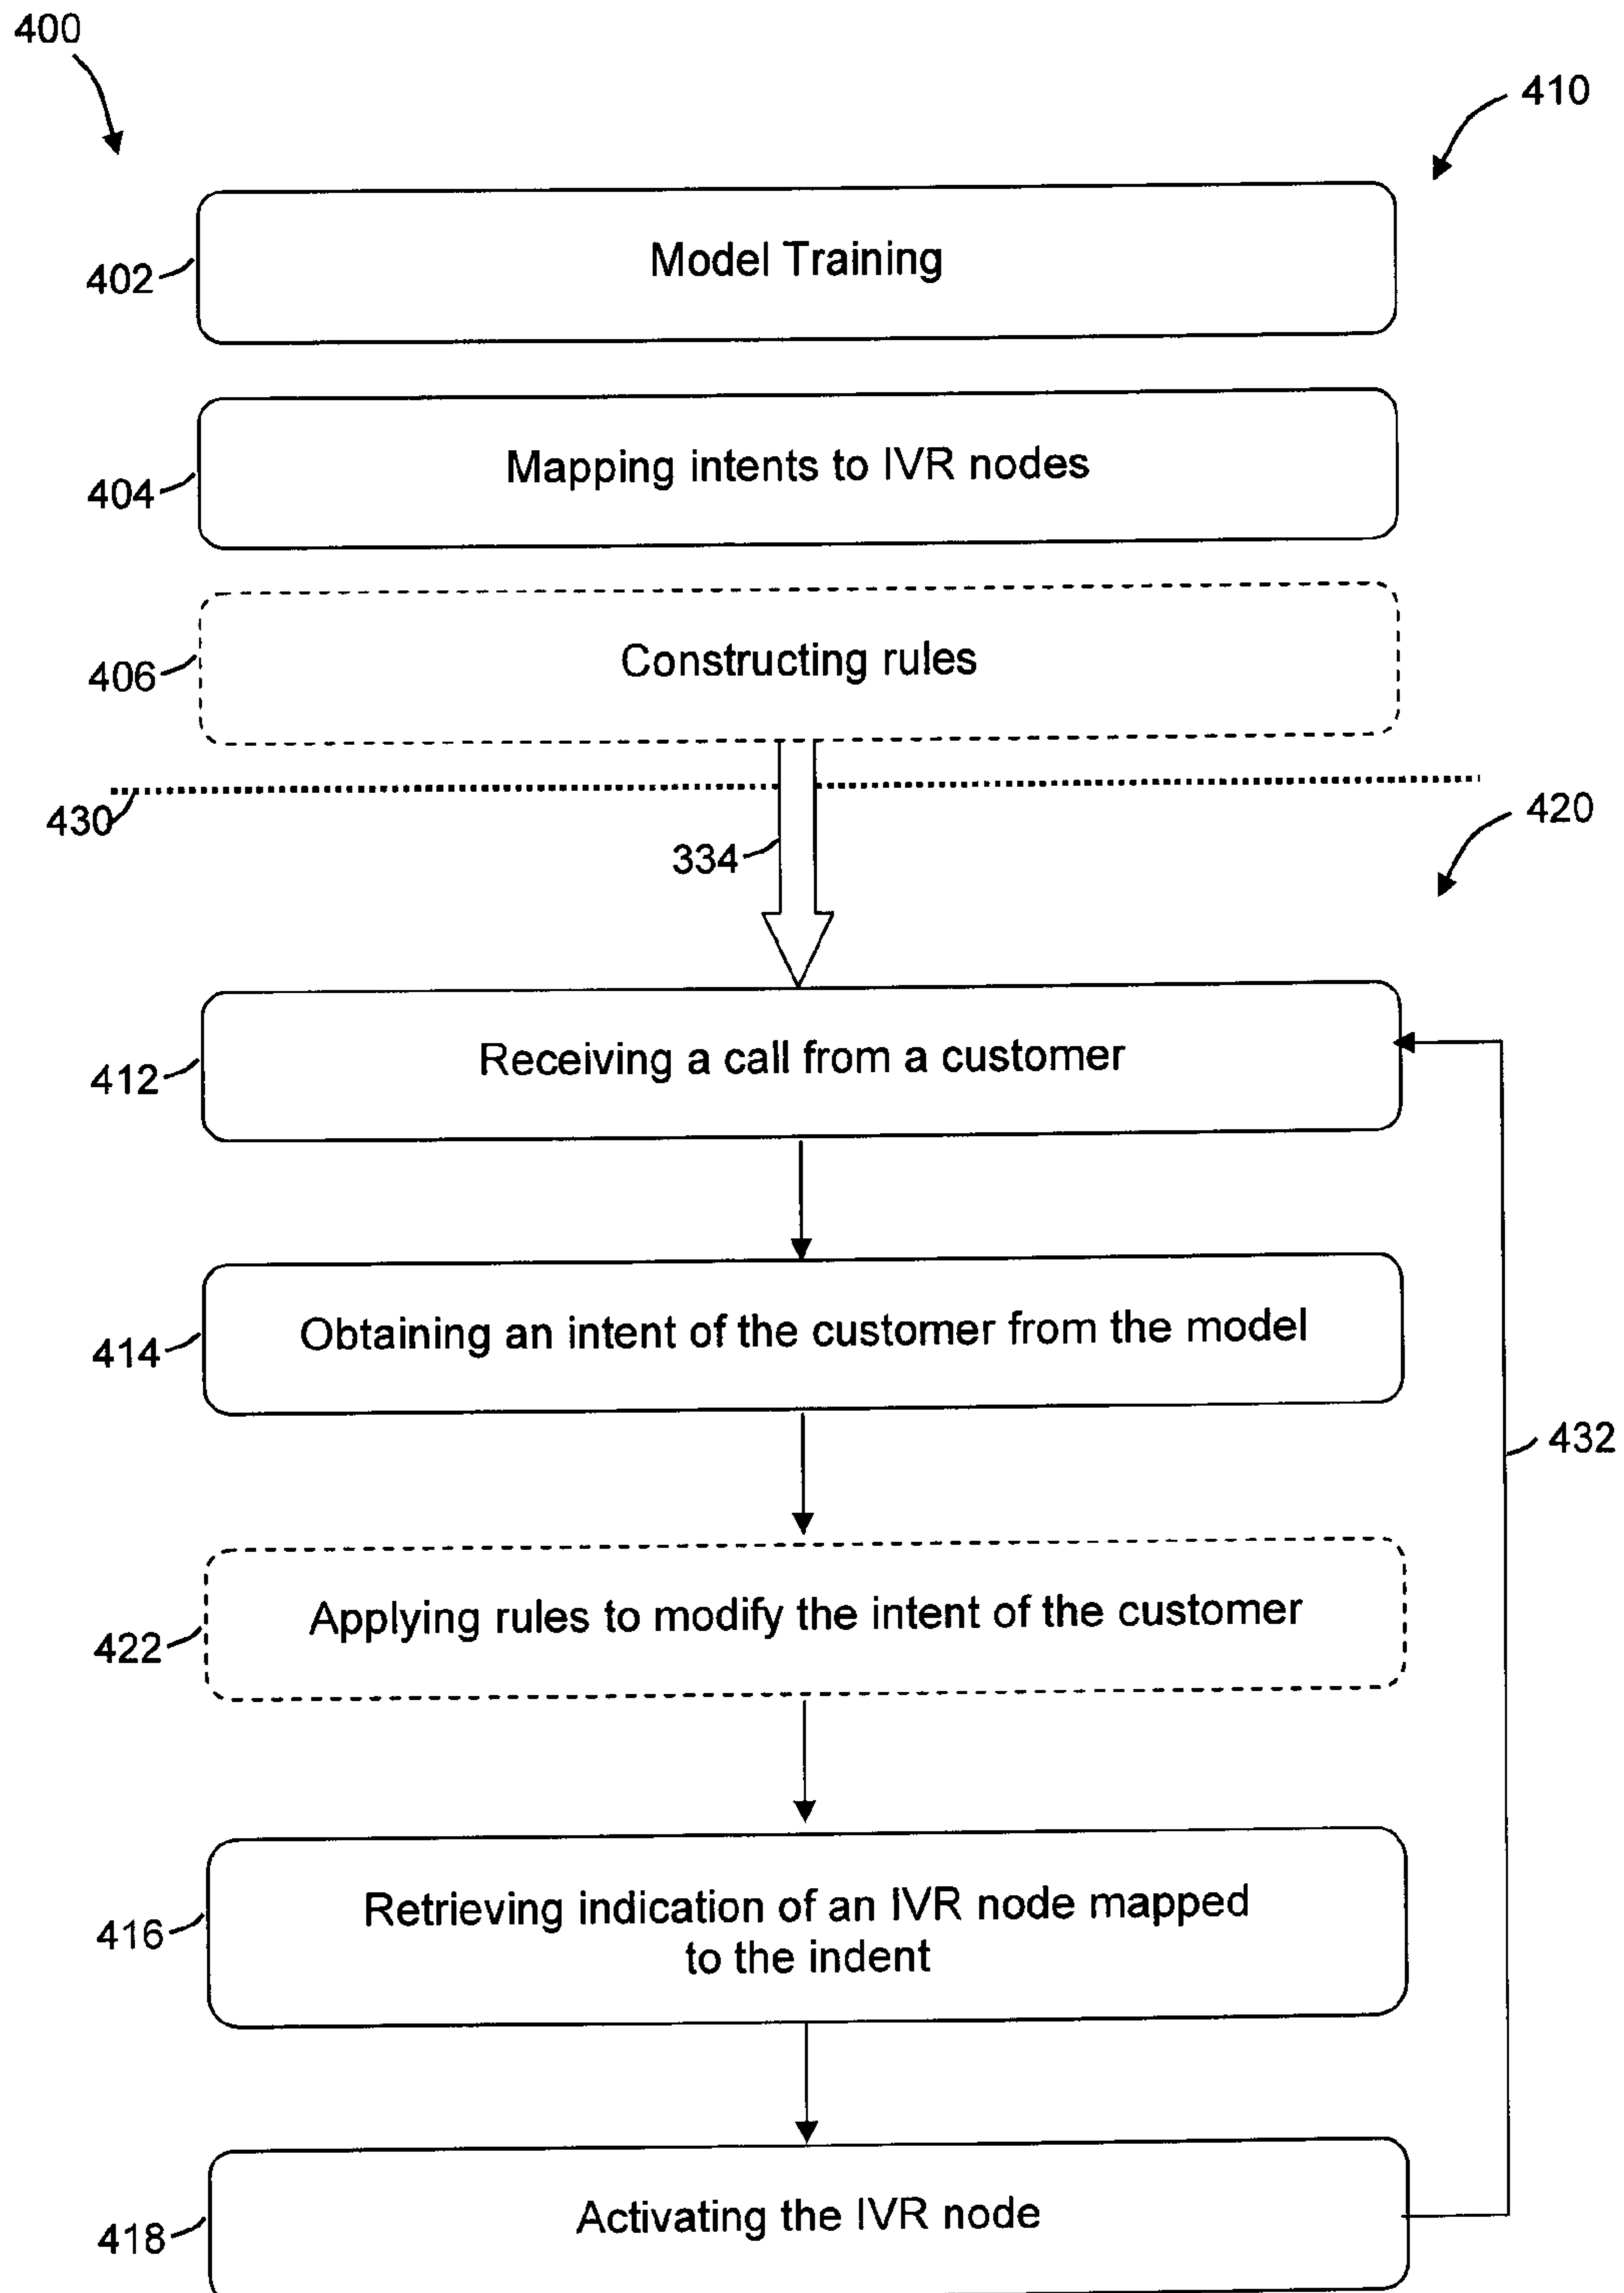 400
410
Model Training
402
Mapping intents to IVR nodes
404
Constructing rules
406
430
420
334
Receiving a call from a customer
412
Obtaining an intent of the customer from the model
414
432
Applying rules to modify the intent of the customer
422
Retrieving indication of an IVR node mapped
to the indent
416
Activating the IVR node
418